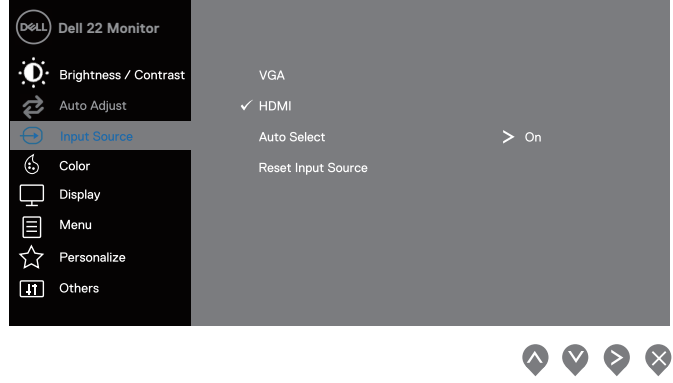 DELL Dell 22 Monitor
Brightness / Contrast
Auto Adjust
Input Source
Color
Display
Menu
Personalize
Others
VGA
HDMI
Auto Select On
Reset Input Source